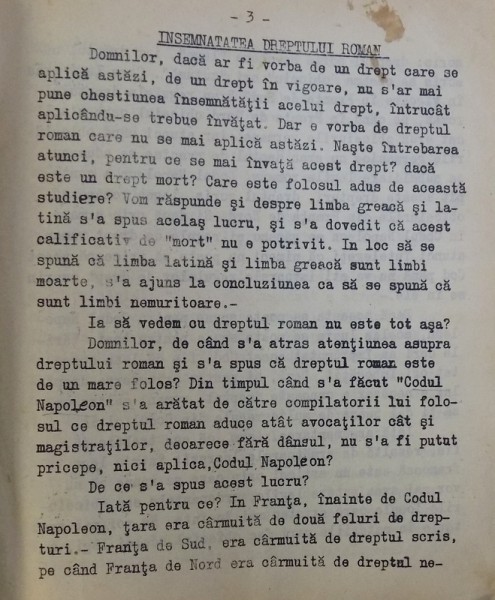 - 3 -
INSEMNATATEA DREPTULUI ROMAN
Domnilor, dacă ar fi vorba de un drept care se
aplică astăzi, de un drept în vigoare, nu s'ar mai
pune chestiunea însemnătăţii acelui drept, întrucât
aplicându-se trebue învăţat. Dar e vorba de dreptul
roman care nu se mai aplică astăzi. Naşte întrebarea
atunci, pentru ce se mai învaţă acest drept? dacă
este un drept mort? Care este folosul adus de această
studiere? Vom răspunde şi despre limba greacă şi la-
tină s'a spus acelaş lucru, şi s'a dovedit că acest
calificativ de "mort" nu e potrivit. In loc să se
spună că limba latină şi limba greacă sunt limbi
moarte, s'a ajuns la concluziunea ca să se spună că
sunt limbi nemuritoare.-
Ia să vedem cu dreptul roman nu este tot aşa?
Domnilor, de când s'a atras atenţiunea asupra
dreptului roman şi s'a spus că dreptul roman este
de un mare folos? Din timpul când s'a făcut "Codul
Napoleon" s'a arătat de către compilatorii lui folo-
sul ce dreptul roman aduce atât avocaţilor cât şi
magistraţilor, deoarece fără dânsul, nu s'a fi putut
pricepe, nici aplica,Codul Napoleon?
De ce s'a spus acest lucru?
Iată pentru ce? In Franţa, înainte de Codul
Napoleon, ţara era cârmuită de două feluri de drep-
turi.- Franţa de Sud, era cârmuită de dreptul scris,
pe când Franţa de Nord era cârmuită de dreptul ne-